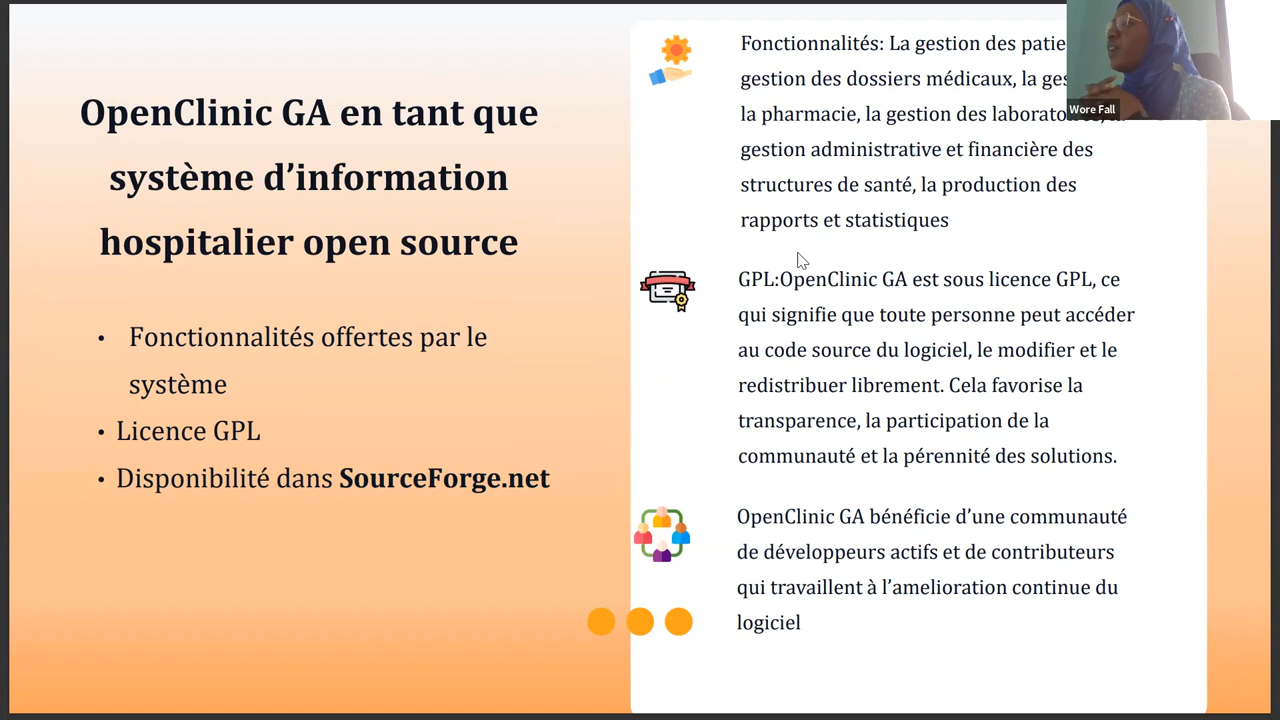 OpenClinic GA en tant que
système d’information
hospitalier open source
• Fonctionnalités offertes par le
système
• Licence GPL
• Disponibilité dans SourceForge.net
Fonctionnalités: La gestion des
gestion des dossiers médicaux, la
la pharmacie, la gestion des
gestion administrative et financière des
structures de santé, la production des
rapports et statistiques
GPL:OpenClinic GA est sous licence GPL, ce
qui signifie que toute personne peut accéder
au code source du logiciel, le modifier et le
redistribuer librement. Cela favorise la
transparence, la participation de la
communauté et la pérennité des solutions.
OpenClinic GA bénéficie d’une communauté
de développeurs actifs et de contributeurs
qui travaillent à l’amelioration continue du
logiciel
Wore Fall